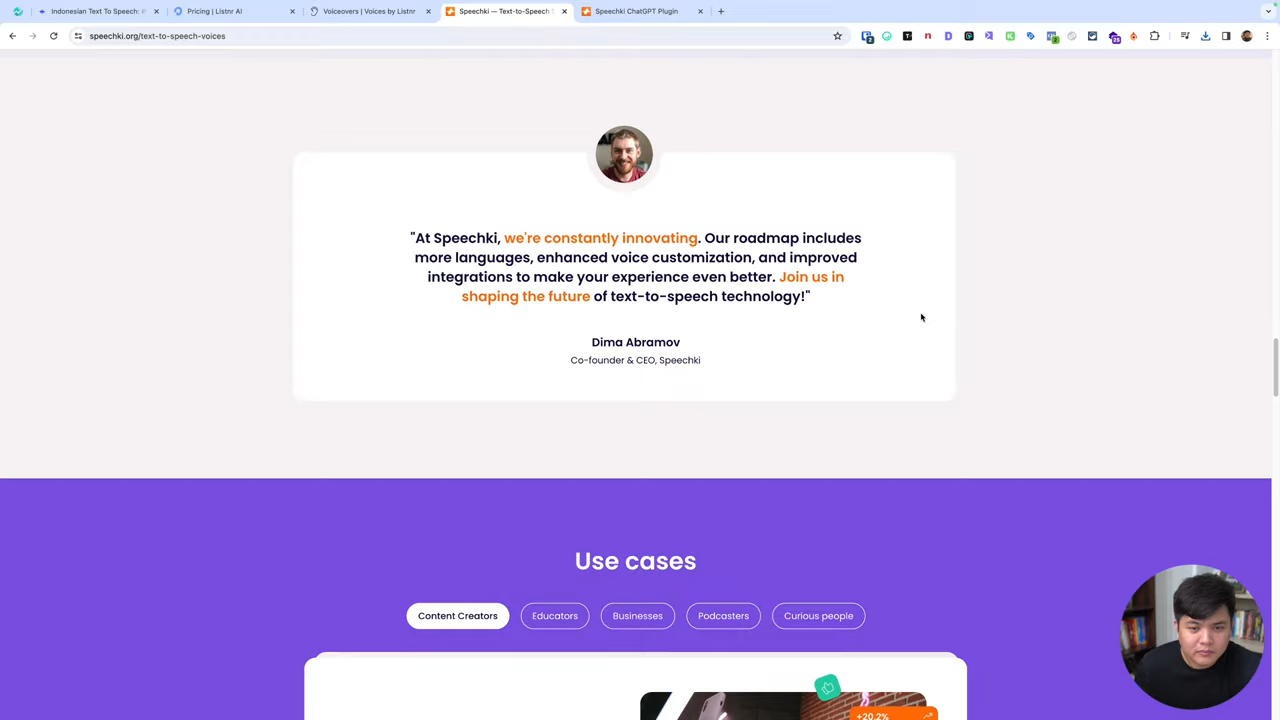 Indonesian Text To Speech:
Pricing | Listnr AI
Voiceovers | Voices by Listnr
Speechki — Text-to-Speech
Speechki ChatGPT Plugin
speechki.org/text-to-speech-voices
"At Speechki, we're constantly innovating. Our roadmap includes
more languages, enhanced voice customization, and improved
integrations to make your experience even better. Join us in
shaping the future of text-to-speech technology!"
Dima Abramov
Co-founder & CEO, Speechki
Use cases
Content Creators
Educators
Businesses
Podcasters
Curious people
+20.2%